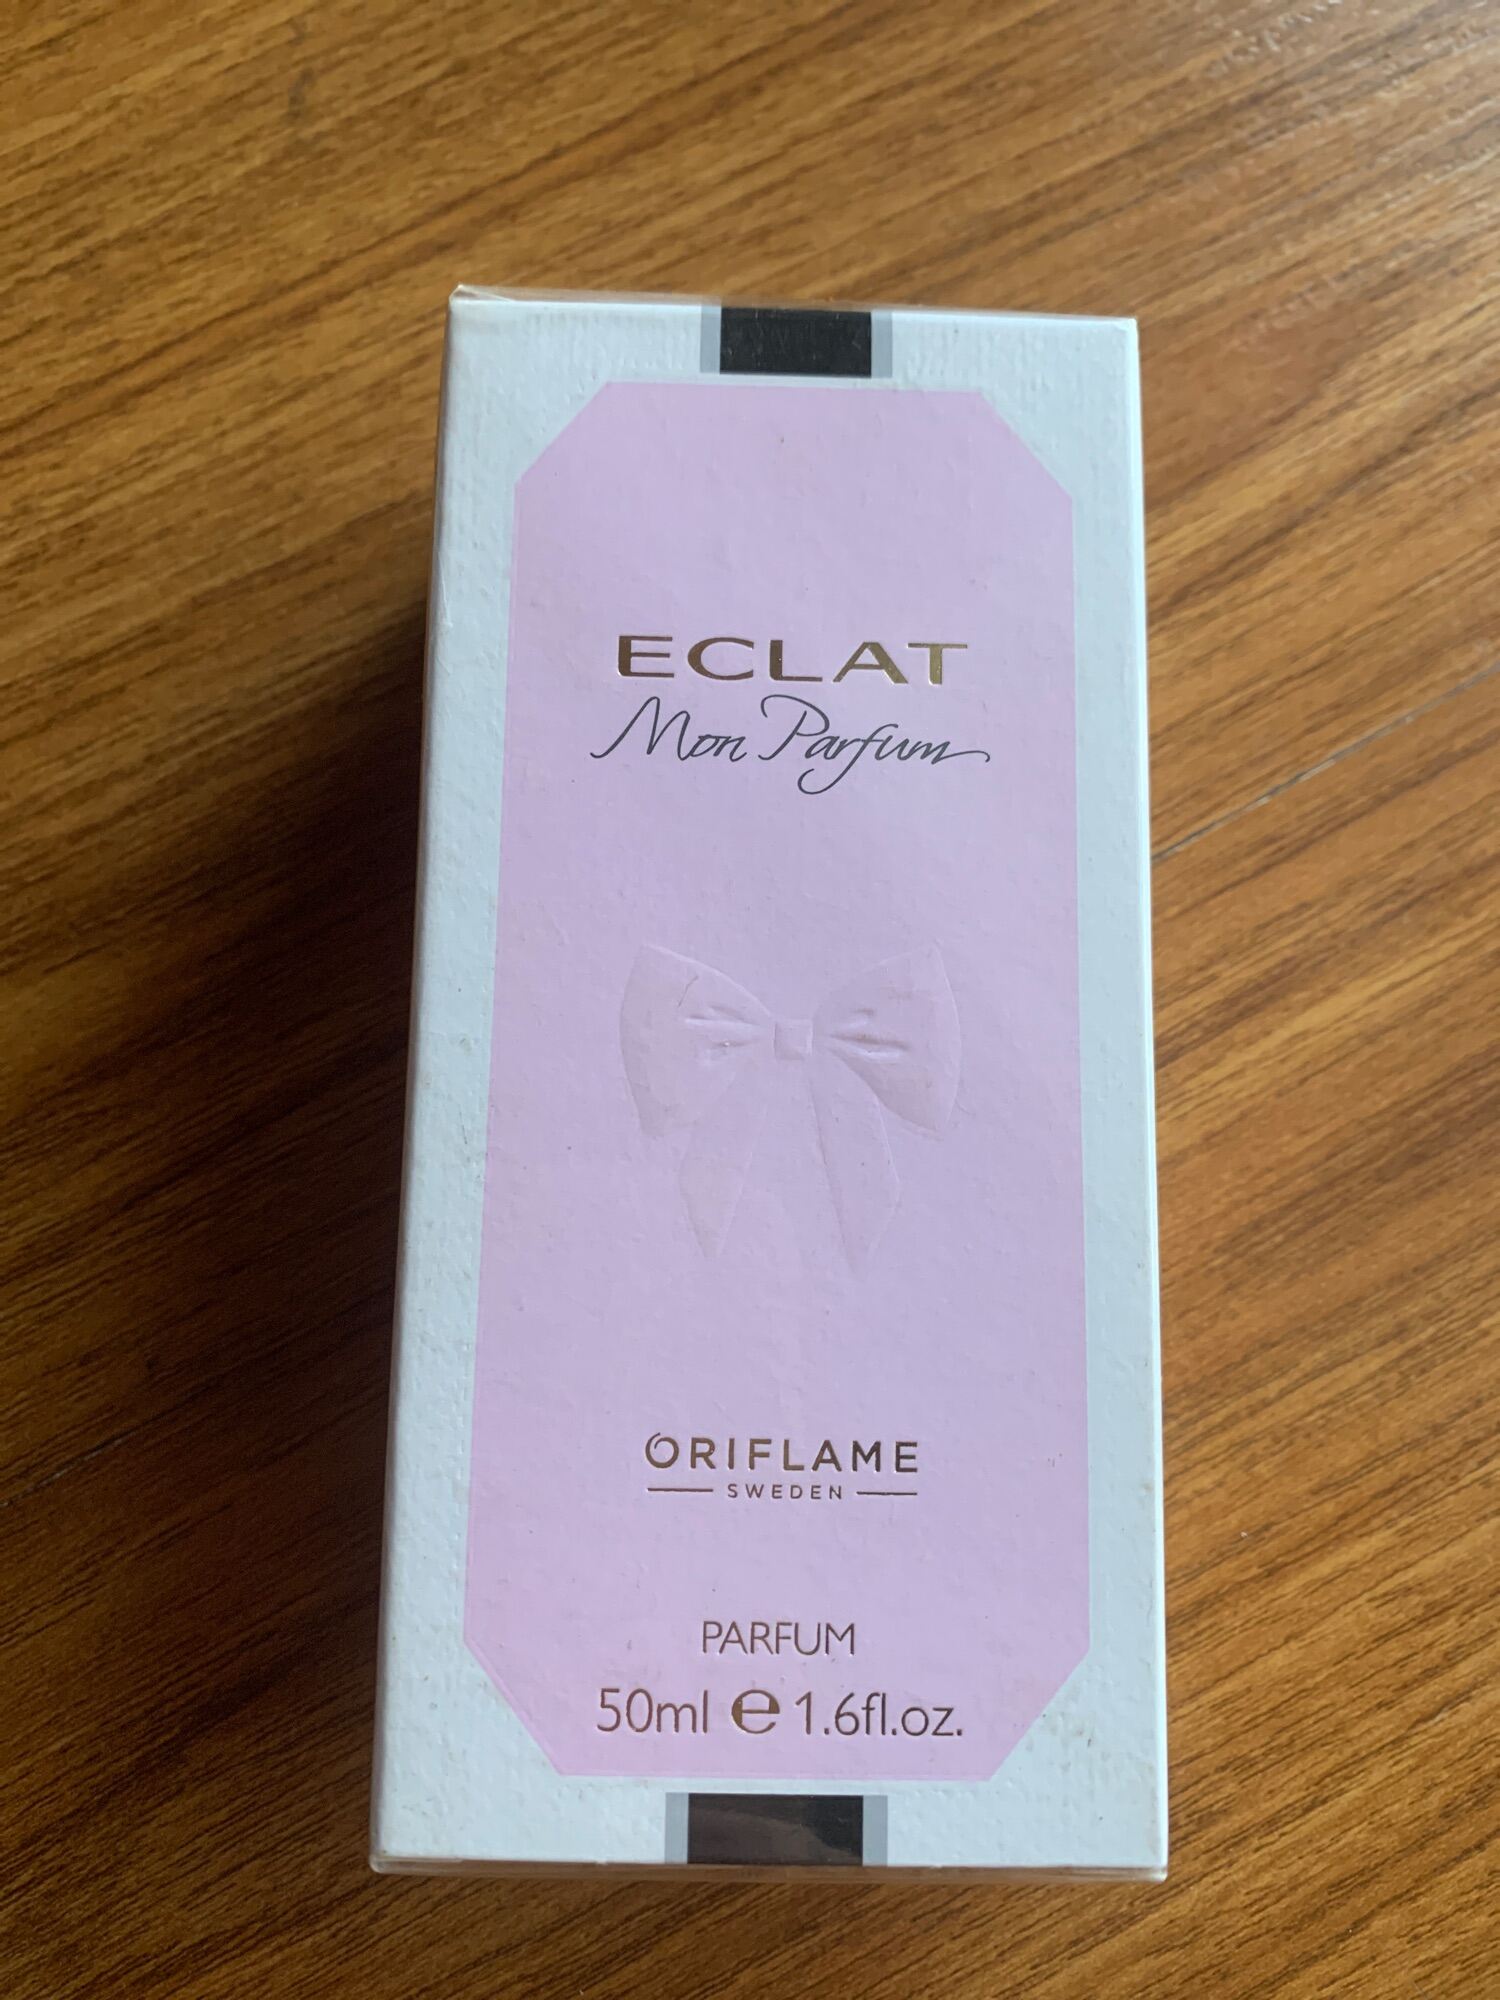 ECLAT
Mon Parfum
ORIFLAME
SWEDEN
PARFUM
50ml e 1.6fl.oz.